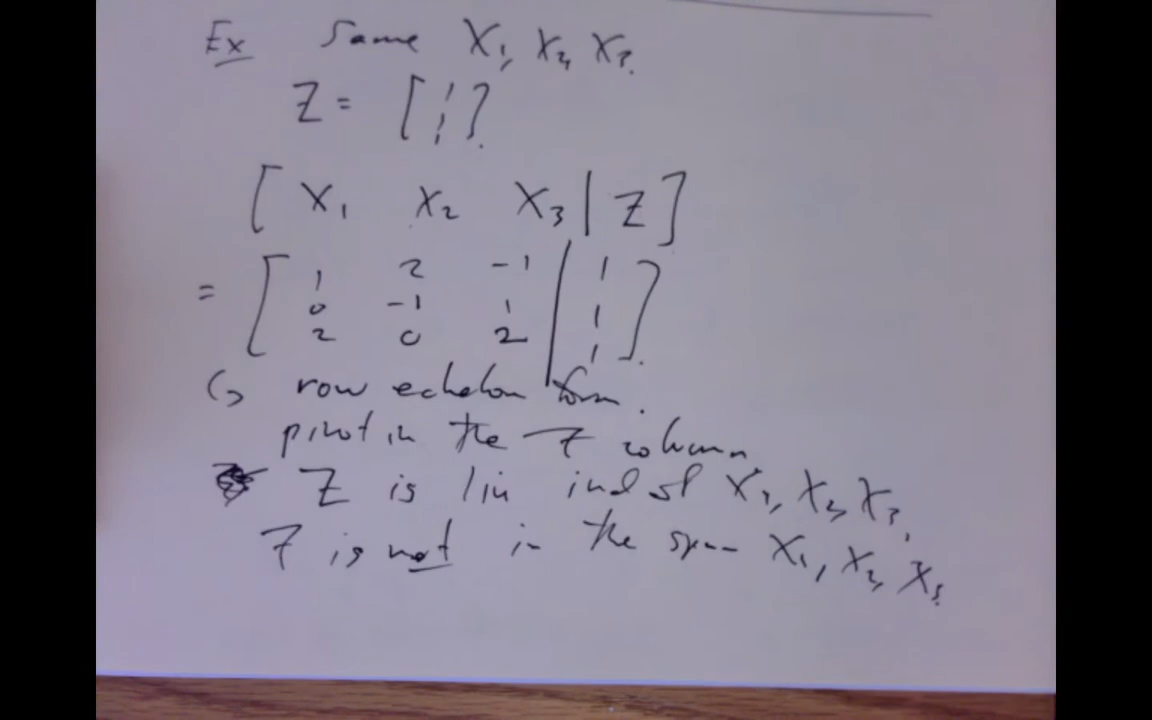 Ex Same X1, X2, X3.
Z = [1 1 1].
[ X1 X2 X3 | Z ]
= [ 1 2 -1 | 1 ]
0 -1 1 | 1
2 0 2 | 1
row echelon form.
pivot in the Z column
Z is lin ind of X1, X2, X3,
Z is not in the span X1, X2, X3.